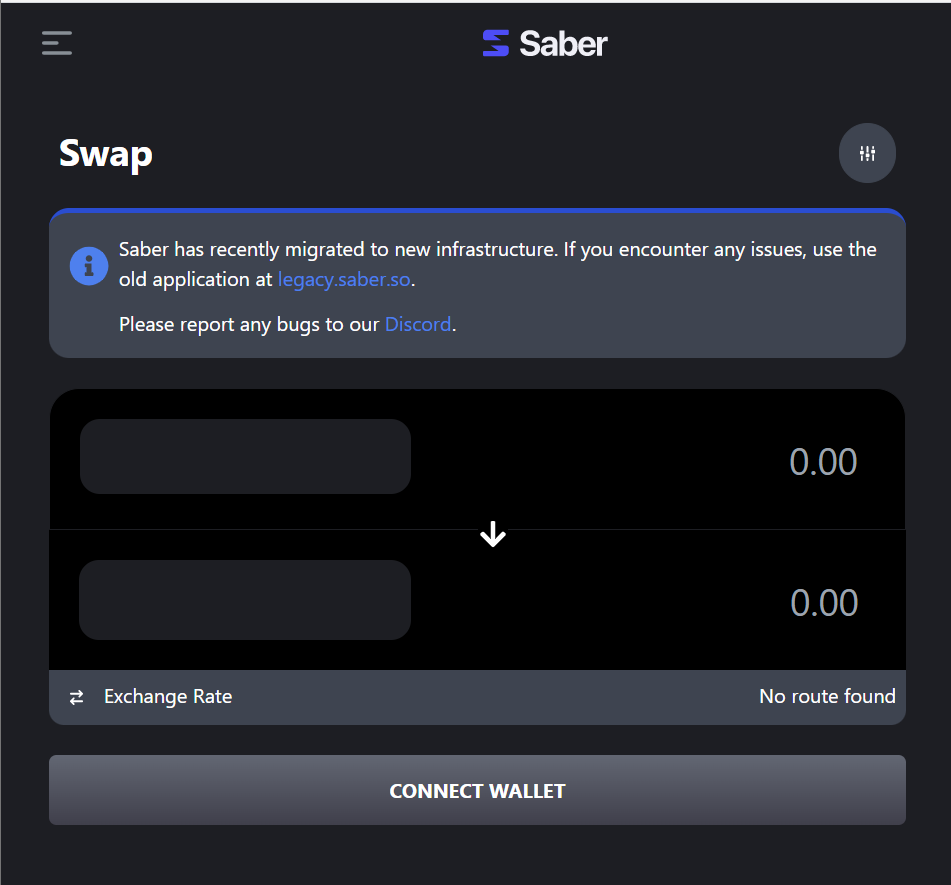 Saber
Swap
Saber has recently migrated to new infrastructure. If you encounter any issues, use the
old application at legacy.saber.so.
Please report any bugs to our Discord.
0.00
0.00
Exchange Rate No route found
CONNECT WALLET